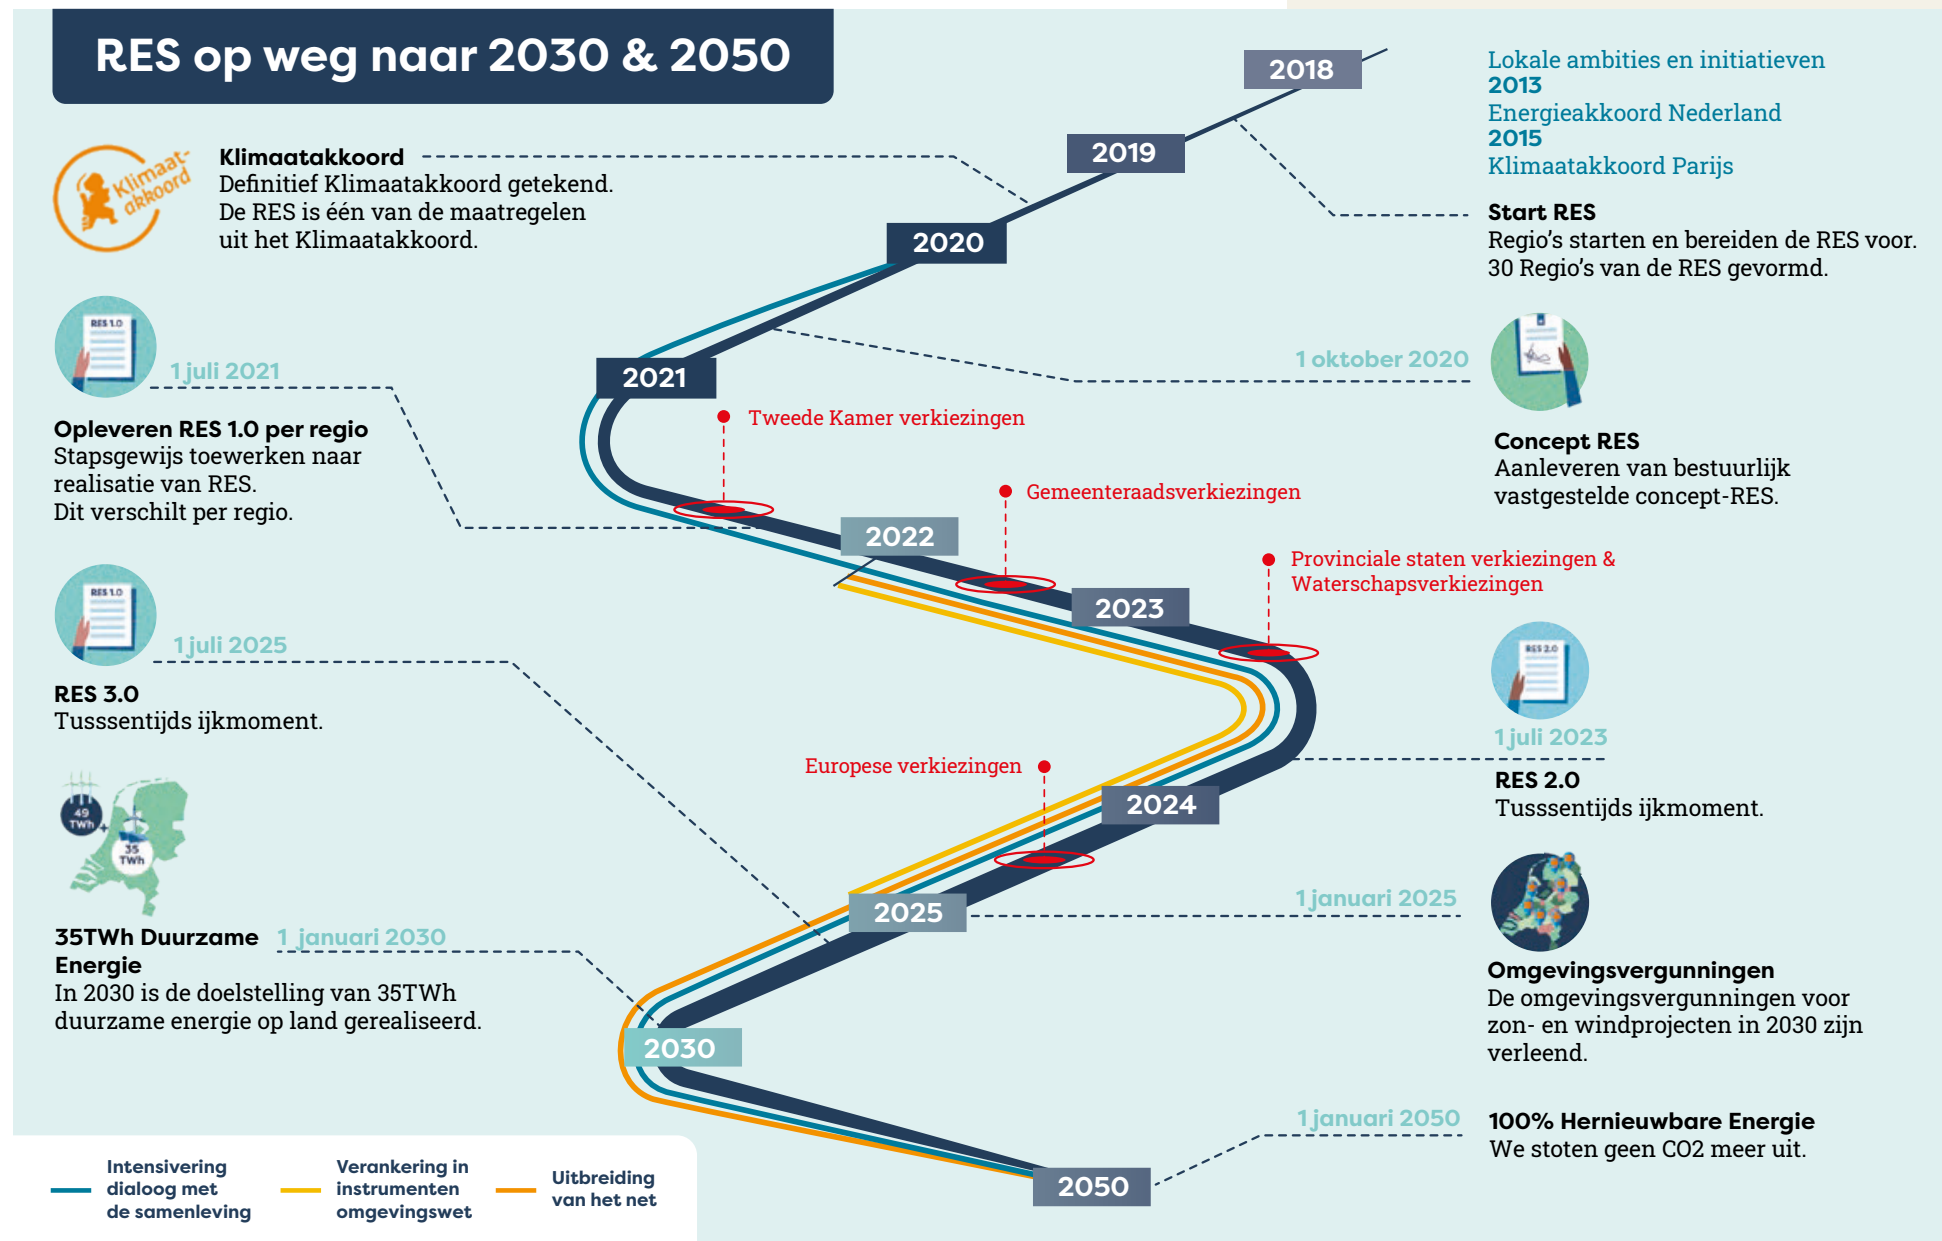 RES op weg naar 2030 & 2050
2018
Lokale ambities en initiatieven
2013
Energieakkoord Nederland
2015
Klimaatakkoord Parijs
2019
Klimaat-
akkoord
Klimaatakkoord
Definitief Klimaatakkoord getekend.
De RES is één van de maatregelen
uit het Klimaatakkoord.
Start RES
Regio's starten en bereiden de RES voor.
30 Regio's van de RES gevormd.
2020
RES 1.0
1 juli 2021
Opleveren RES 1.0 per regio
Stapsgewijs toewerken naar
realisatie van RES.
Dit verschilt per regio.
2021
1 oktober 2020
Concept RES
Aanleveren van bestuurlijk
vastgestelde concept-RES.
Tweede Kamer verkiezingen
Gemeenteraadsverkiezingen
2022
Provinciale staten verkiezingen &
Waterschapsverkiezingen
2023
RES 1.0
1 juli 2025
RES 3.0
Tusssentijds ijkmoment.
RES 2.0
1 juli 2023
RES 2.0
Tusssentijds ijkmoment.
Europese verkiezingen
2024
49
TWh
+
35
TWh
35TWh Duurzame
Energie
1 januari 2030
In 2030 is de doelstelling van 35TWh
duurzame energie op land gerealiseerd.
2025
1 januari 2025
Omgevingsvergunningen
De omgevingsvergunningen voor
zon- en windprojecten in 2030 zijn
verleend.
2030
1 januari 2050
100% Hernieuwbare Energie
We stoten geen CO2 meer uit.
2050
Intensivering
dialoog met
de samenleving
Verankering in
instrumenten
omgevingswet
Uitbreiding
van het net